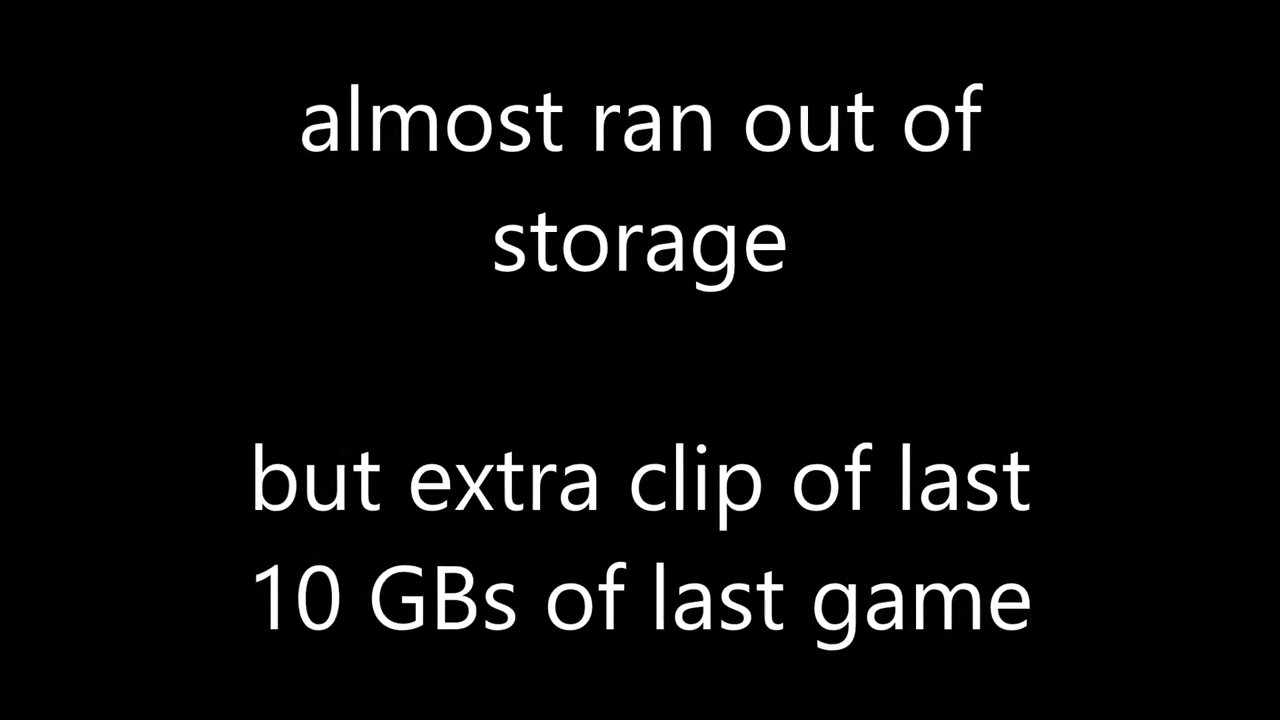 almost ran out of
storage
but extra clip of last
10 GBs of last game